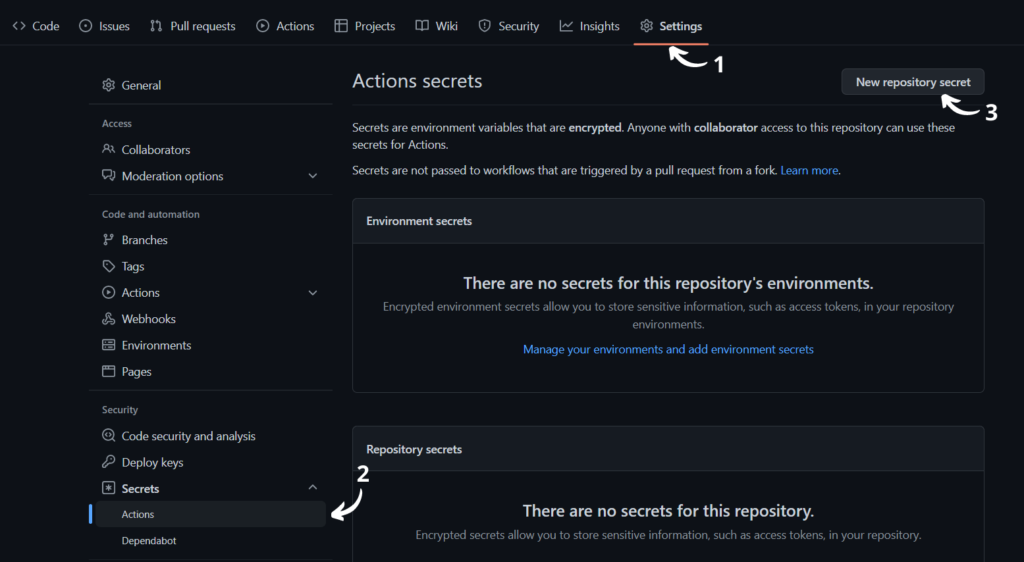 Code Issues Pull requests Actions Projects Wiki Security Insights Settings
1
General
Access
Collaborators
Moderation options
Code and automation
Branches
Tags
Actions
Webhooks
Environments
Pages
Security
Code security and analysis
Deploy keys
Secrets
2
Actions
Dependabot
Actions secrets
New repository secret
3
Secrets are environment variables that are encrypted. Anyone with collaborator access to this repository can use these
secrets for Actions.
Secrets are not passed to workflows that are triggered by a pull request from a fork. Learn more.
Environment secrets
There are no secrets for this repository's environments.
Encrypted environment secrets allow you to store sensitive information, such as access tokens, in your repository
environments.
Manage your environments and add environment secrets
Repository secrets
There are no secrets for this repository.
Encrypted secrets allow you to store sensitive information, such as access tokens, in your repository.